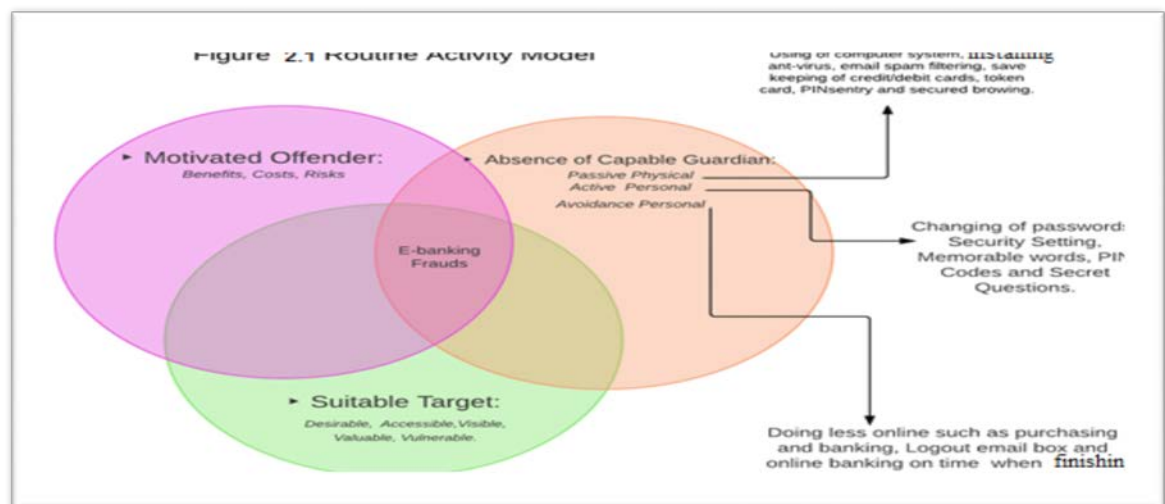 Figure 2.1 Routine Activity Model
Using of computer system, instaling
ant-virus, email spam filtering, save
keeping of credit/debit cards, token
card, PINsentry and secured browing.
► Motivated Offender:
Benefits, Costs, Risks
► Absence of Capable Guardian:
Passive Physical
Active Personal
Avoidance Personal
E-banking
Frauds
Changing of password
Security Setting,
Memorable words, PIN
Codes and Secret
Questions.
► Suitable Target:
Desirable, Accessible,Visible,
Valuable, Vulnerable.
Doing less online such as purchasing
and banking, Logout email box and
online banking on time when finishin